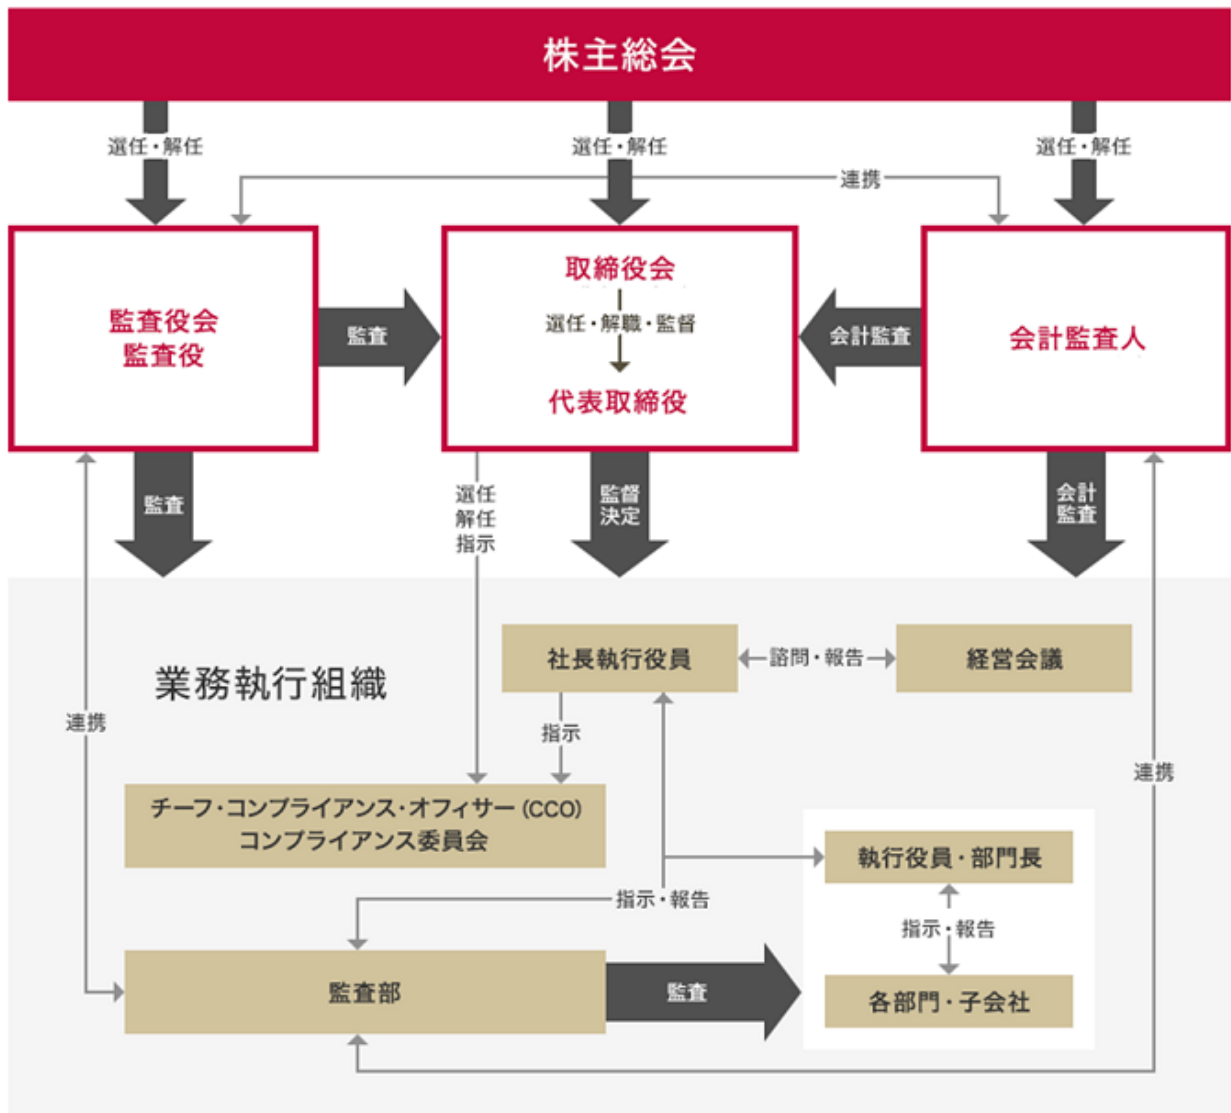 株主総会
選任・解任
選任・解任
選任・解任
連携
監査役会
監査役
監査
取締役会
選任・解職・監督
代表取締役
会計監査
会計監査人
監査
選任
解任
指示
監督
決定
会計
監査
業務執行組織
社長執行役員
諮問・報告
経営会議
連携
指示
連携
チーフ・コンプライアンス・オフィサー（CCO）
コンプライアンス委員会
執行役員・部門長
指示・報告
指示・報告
監査部
監査
各部門・子会社